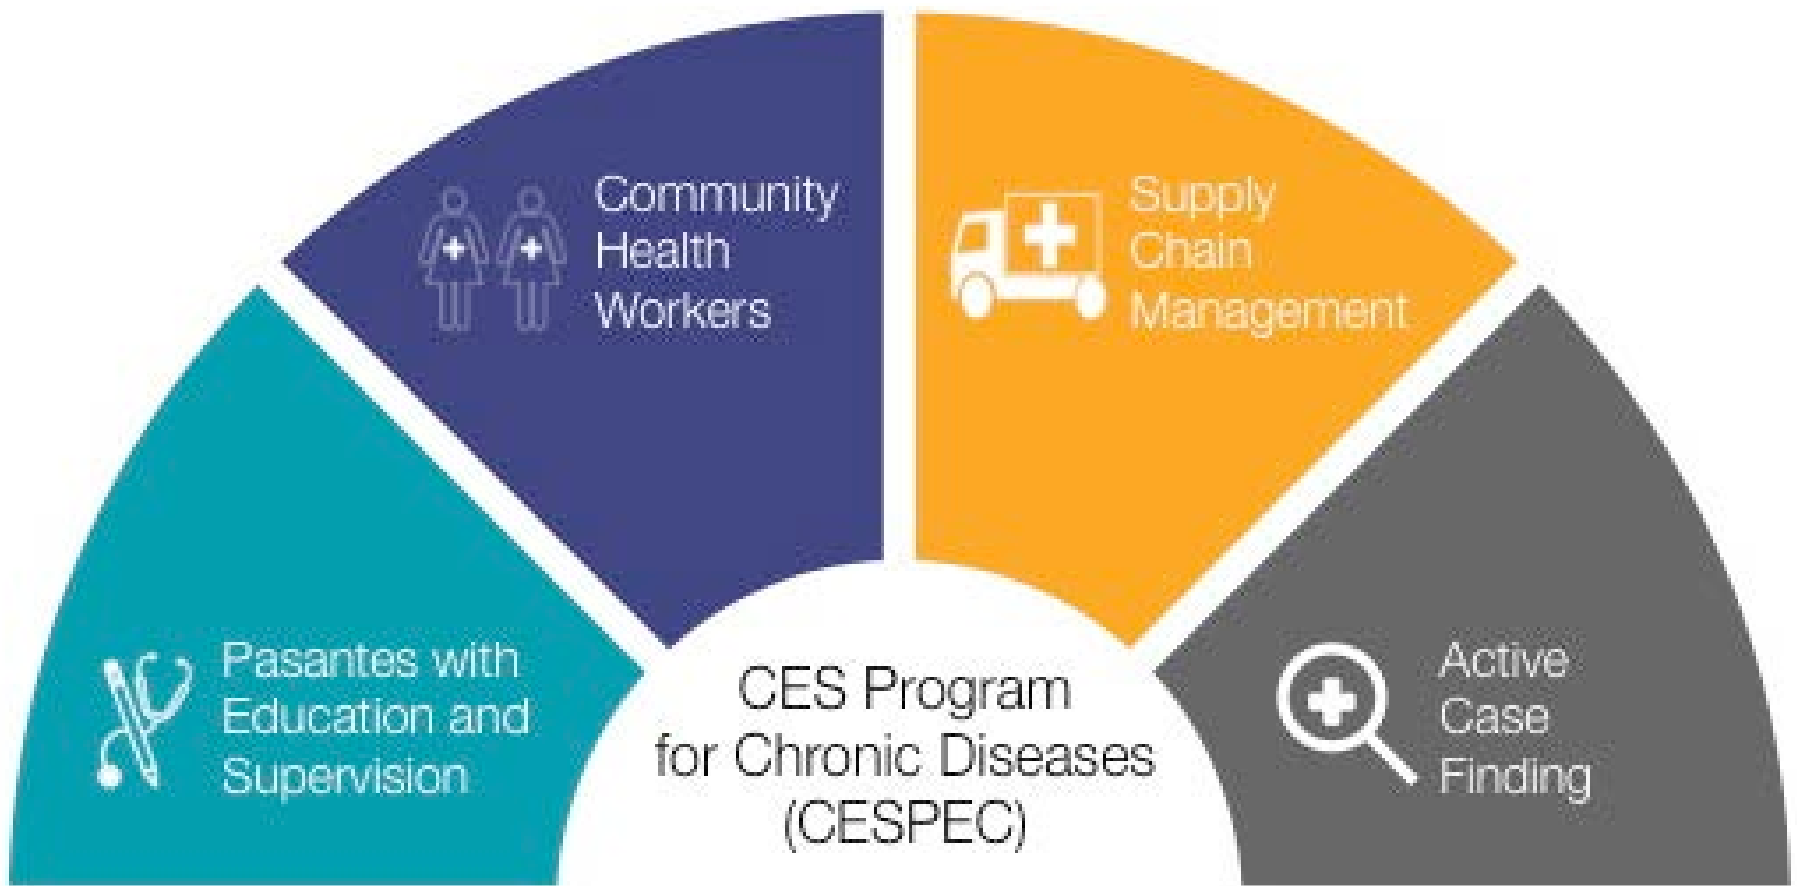 Community
Health
Workers
Supply
Chain
Management
Pasantes with
Education and
Supervision
CES Program
for Chronic Diseases
(CESPEC)
Active
Case
Finding